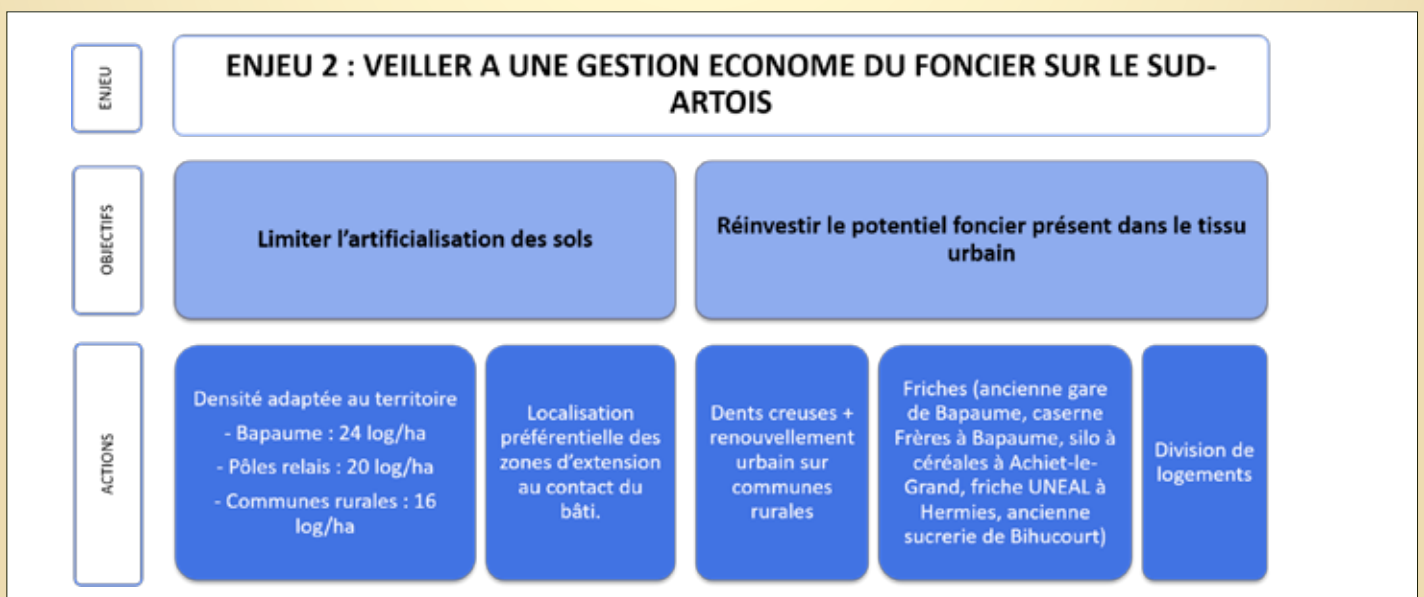 ENJEU
ENJEU 2 : VEILLER A UNE GESTION ECONOME DU FONCIER SUR LE SUD-
ARTOIS
OBJECTIFS
Limiter l'artificialisation des sols
Réinvestir le potentiel foncier présent dans le tissu
urbain
ACTIONS
Densité adaptée au territoire
- Bapaume : 24 log/ha
- Pôles relais : 20 log/ha
- Communes rurales : 16
log/ha
Localisation
préférentielle des
zones d'extension
au contact du
bâti.
Dents creuses +
renouvellement
urbain sur
communes
rurales
Friches (ancienne gare
de Bapaume, caserne
Frères à Bapaume, silo à
céréales à Achiet-le-
Grand, friche UNEAL à
Hermies, ancienne
sucrerie de Bihucourt)
Division de
logements